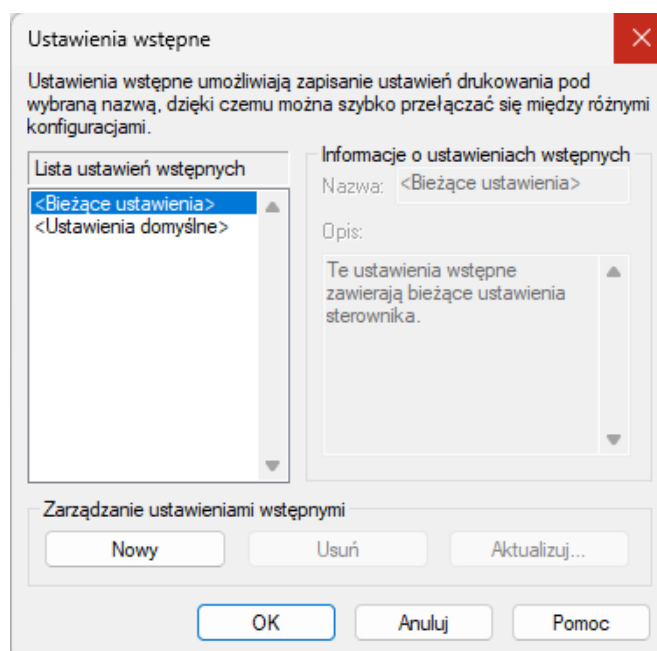 Ustawienia wstępne
Ustawienia wstępne umożliwiają zapisanie ustawień drukowania pod
wybraną nazwą, dzięki czemu można szybko przełączać się między różnymi
konfiguracjami.
Lista ustawień wstępnych
<Bieżące ustawienia>
<Ustawienia domyślne>
Informacje o ustawieniach wstępnych
Nazwa: <Bieżące ustawienia>
Opis:
Te ustawienia wstępne
zawierają bieżące ustawienia
sterownika.
Zarządzanie ustawieniami wstępnymi
Nowy Usuń Aktualizuj...
OK Anuluj Pomoc